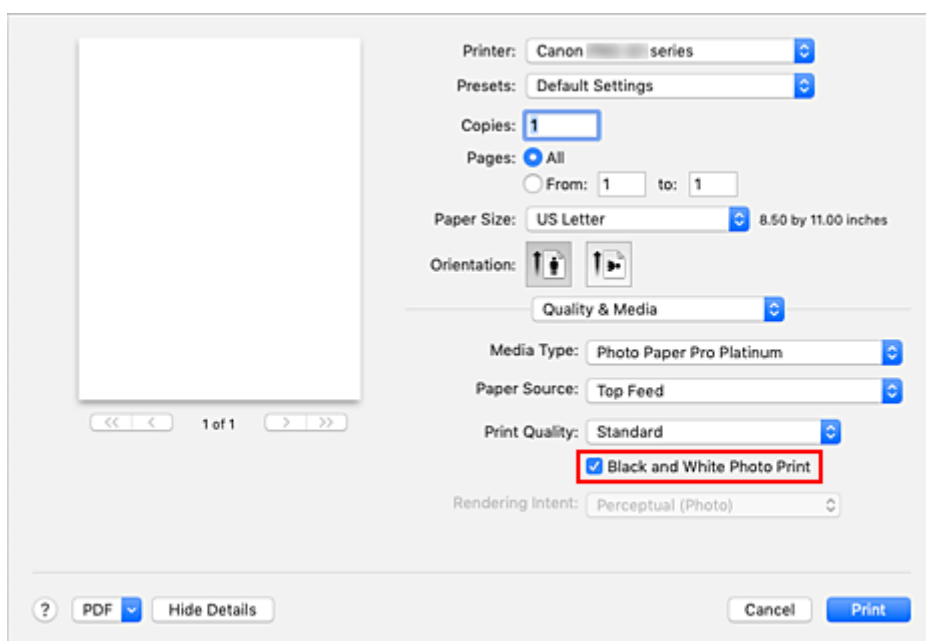 Printer: Canon series
Presets: Default Settings
Copies: 1
Pages: All
From: 1 to: 1
Paper Size: US Letter 8.50 by 11.00 inches
Orientation:
Quality & Media
Media Type: Photo Paper Pro Platinum
Paper Source: Top Feed
<< < 1 of 1 > >>
Print Quality: Standard
Black and White Photo Print
Rendering Intent: Perceptual (Photo)
? PDF Hide Details Cancel Print